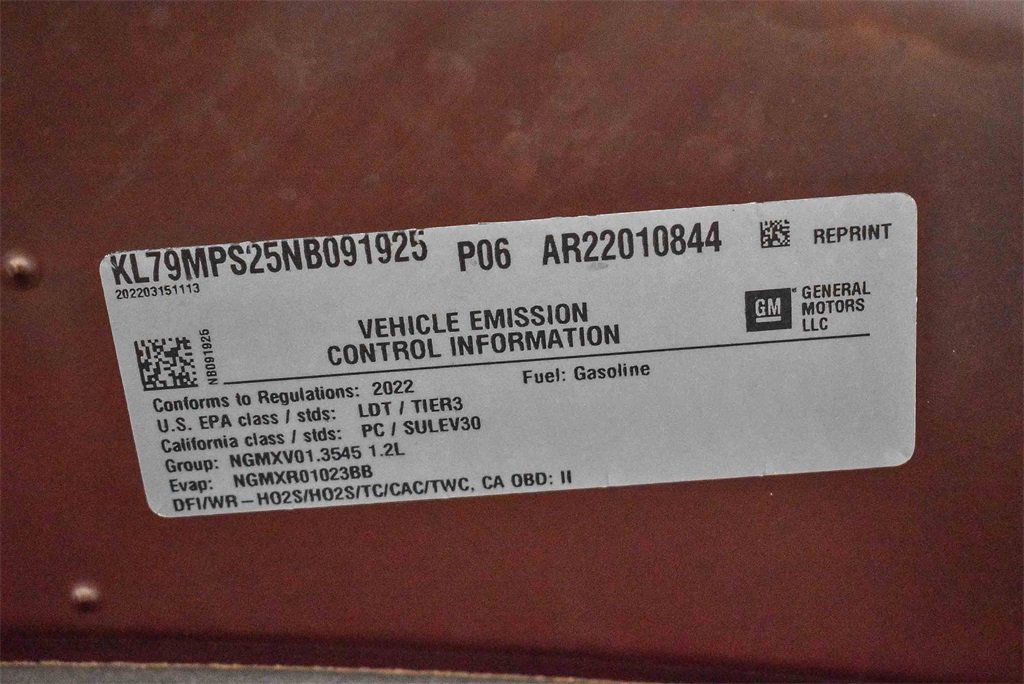 KL79MPS25NB091925 P06 AR22010844 REPRINT
202203151113
GM GENERAL
MOTORS
LLC
VEHICLE EMISSION
CONTROL INFORMATION
NB091925
Conforms to Regulations: 2022 Fuel: Gasoline
U.S. EPA class / stds: LDT / TIER3
California class / stds: PC / SULEV30
Group: NGMXV01.3545 1.2L
Evap: NGMXR01023BB
DFI/WR – HO2S/HO2S/TC/CAC/TWC, CA OBD: II